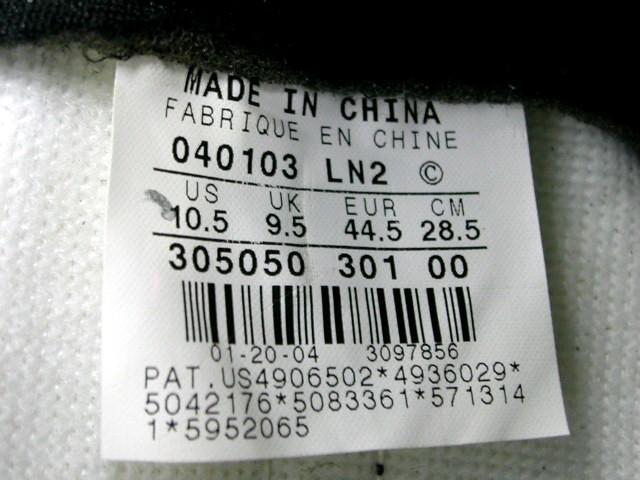 MADE IN CHINA
FABRIQUE EN CHINE
040103 LN2 ©
US UK EUR CM
10.5 9.5 44.5 28.5
305050 301 00
01-20-04 3097856
PAT.US4906502*4936029*
5042176*5083361*571314
1*5952065